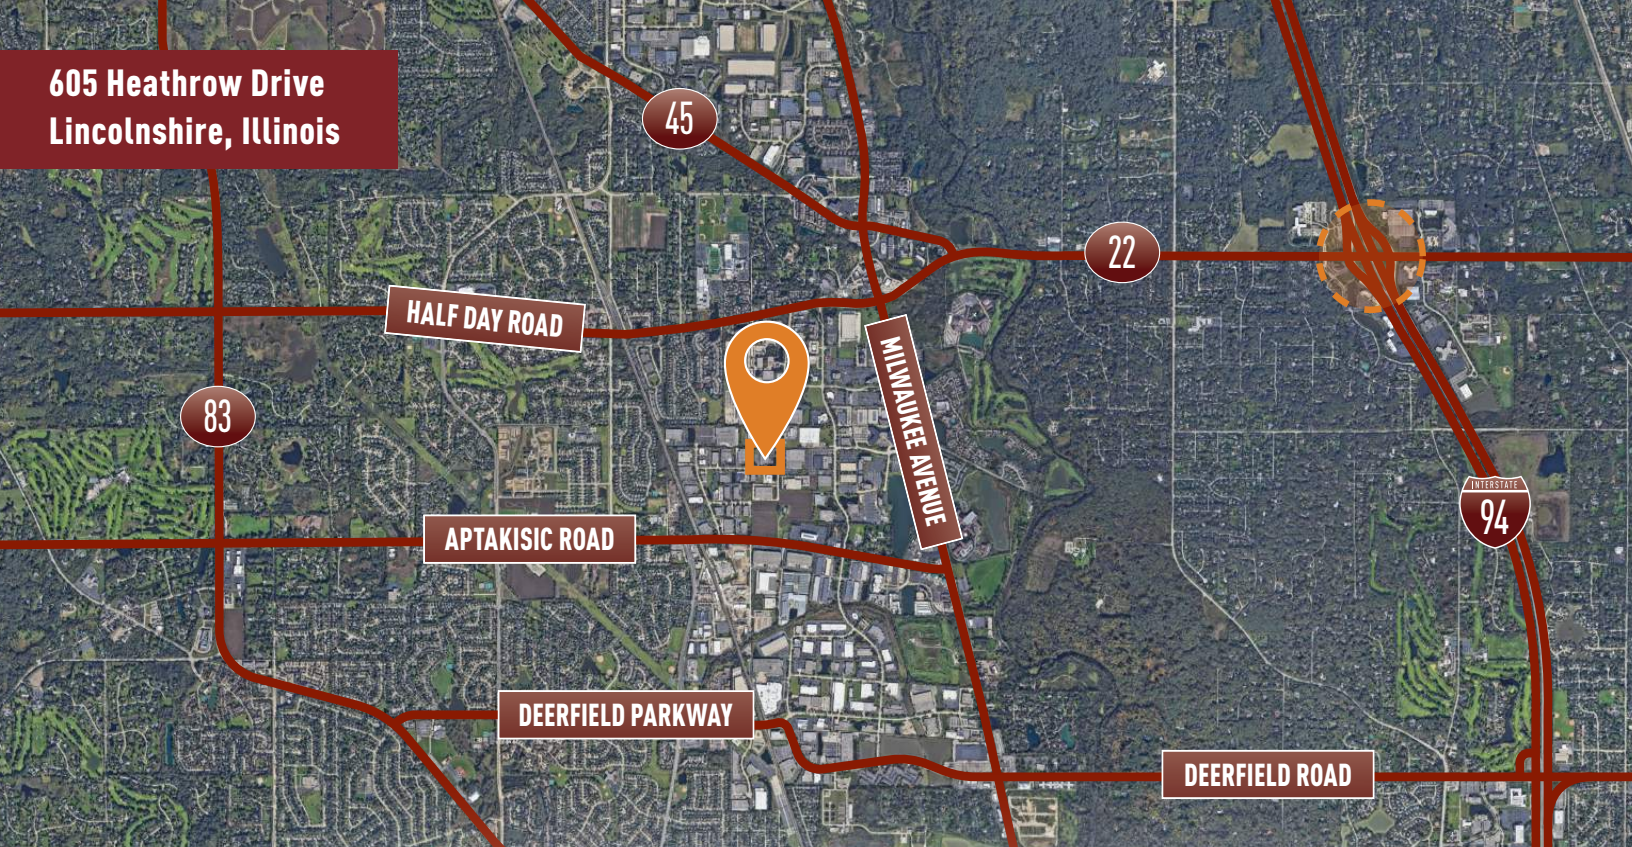 605 Heathrow Drive
Lincolnshire, Illinois
45
22
HALF DAY ROAD
MILWAUKEE AVENUE
83
INTERSTATE
94
APTAKISIC ROAD
DEERFIELD PARKWAY
DEERFIELD ROAD